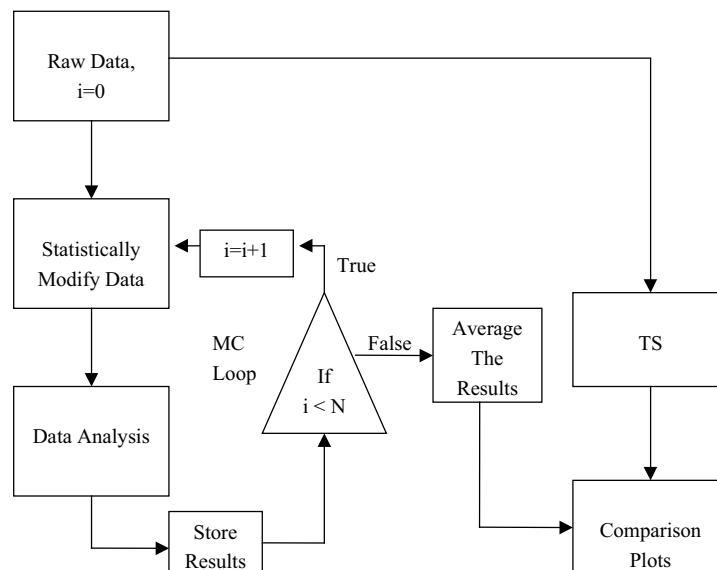 Raw Data,
i=0
Statistically
Modify Data
i=i+1
True
MC
Loop
If
i < N
False
Average
The
Results
TS
Data Analysis
Store
Results
Comparison
Plots